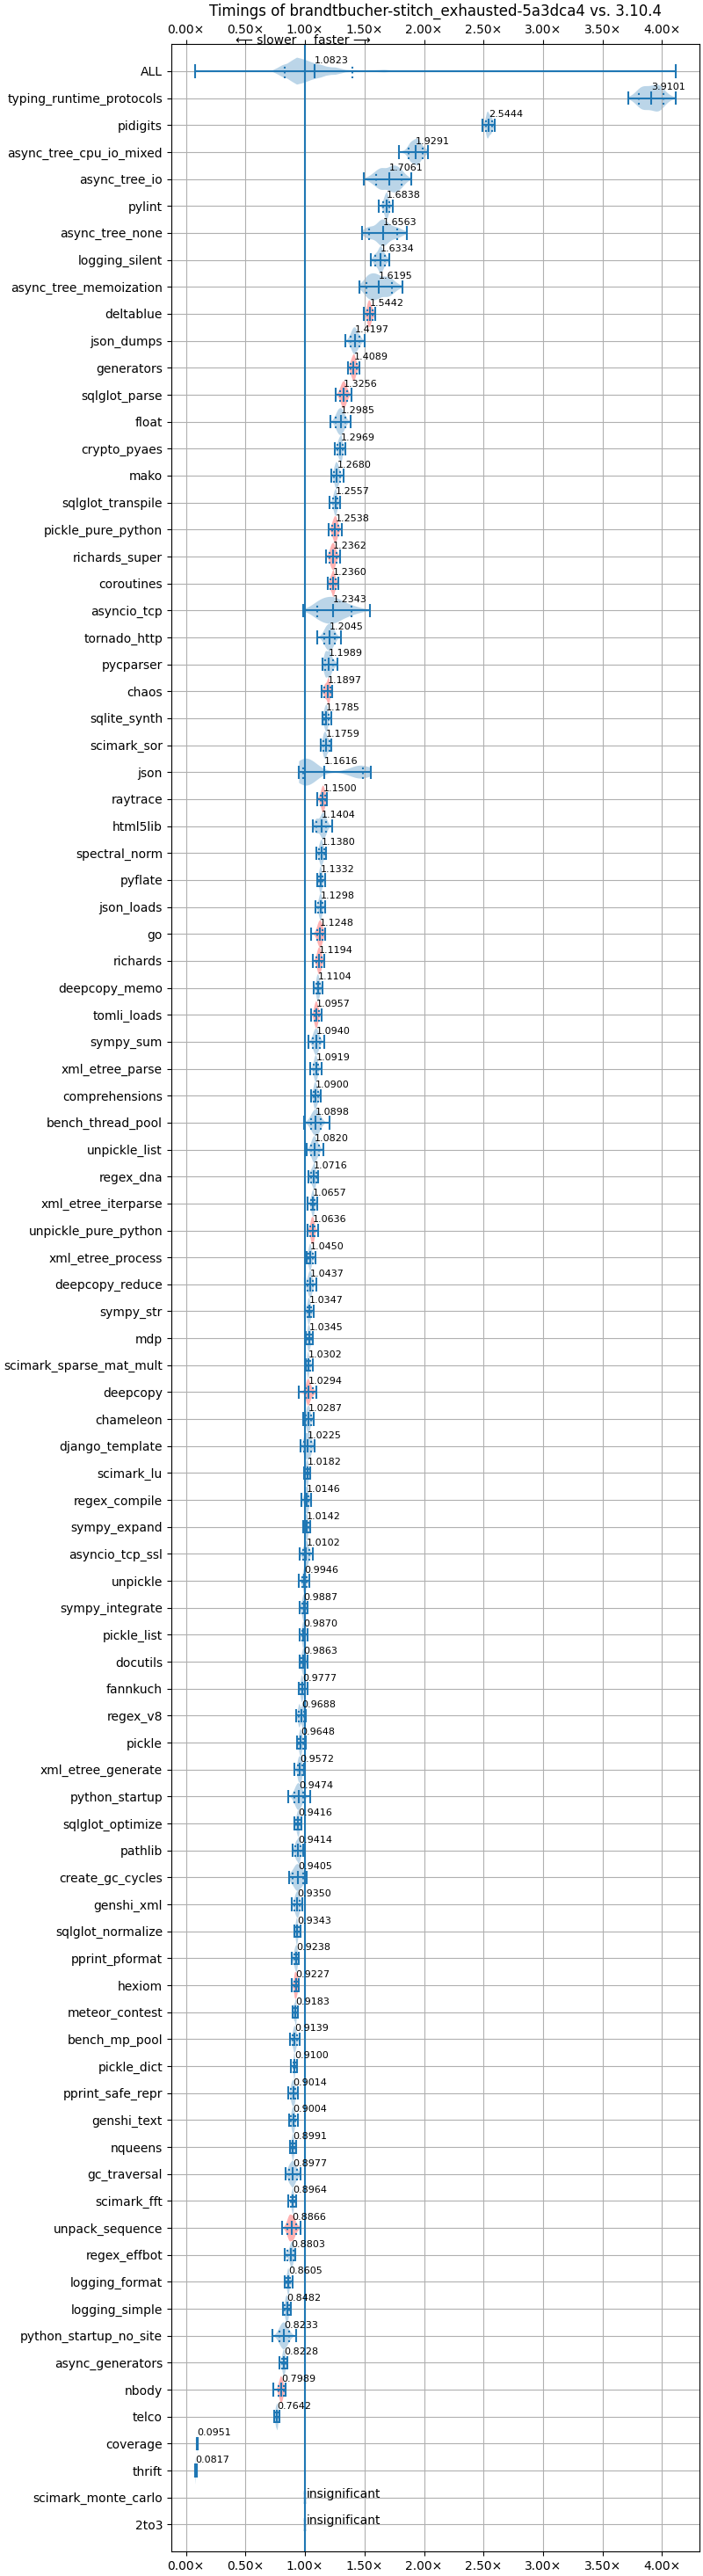 Timings of brandtbucher-stitch_exhausted-5a3dca4 vs. 3.10.4
0.00× 0.50× 1.00× 1.50× 2.00× 2.50× 3.00× 3.50× 4.00×
⟵ slower faster ⟶
ALL 1.0823
typing_runtime_protocols 3.9101
pidigits 2.5444
async_tree_cpu_io_mixed 1.9291
async_tree_io 1.7061
pylint 1.6838
async_tree_none 1.6563
logging_silent 1.6334
async_tree_memoization 1.6195
deltablue 1.5442
json_dumps 1.4197
generators 1.4089
sqlglot_parse 1.3256
float 1.2985
crypto_pyaes 1.2969
mako 1.2680
sqlglot_transpile 1.2557
pickle_pure_python 1.2538
richards_super 1.2362
coroutines 1.2360
asyncio_tcp 1.2343
tornado_http 1.2045
pycparser 1.1989
chaos 1.1897
sqlite_synth 1.1785
scimark_sor 1.1759
json 1.1616
raytrace 1.1500
html5lib 1.1404
spectral_norm 1.1380
pyflate 1.1332
json_loads 1.1298
go 1.1248
richards 1.1194
deepcopy_memo 1.1104
tomli_loads 1.0957
sympy_sum 1.0940
xml_etree_parse 1.0919
comprehensions 1.0900
bench_thread_pool 1.0898
unpickle_list 1.0820
regex_dna 1.0716
xml_etree_iterparse 1.0657
unpickle_pure_python 1.0636
xml_etree_process 1.0450
deepcopy_reduce 1.0437
sympy_str 1.0347
mdp 1.0345
scimark_sparse_mat_mult 1.0302
deepcopy 1.0294
chameleon 1.0287
django_template 1.0225
scimark_lu 1.0182
regex_compile 1.0146
sympy_expand 1.0142
asyncio_tcp_ssl 1.0102
unpickle 0.9946
sympy_integrate 0.9887
pickle_list 0.9870
docutils 0.9863
fannkuch 0.9777
regex_v8 0.9688
pickle 0.9648
xml_etree_generate 0.9572
python_startup 0.9474
sqlglot_optimize 0.9416
pathlib 0.9414
create_gc_cycles 0.9405
genshi_xml 0.9350
sqlglot_normalize 0.9343
pprint_pformat 0.9238
hexiom 0.9227
meteor_contest 0.9183
bench_mp_pool 0.9139
pickle_dict 0.9100
pprint_safe_repr 0.9014
genshi_text 0.9004
nqueens 0.8991
gc_traversal 0.8977
scimark_fft 0.8964
unpack_sequence 0.8866
regex_effbot 0.8803
logging_format 0.8605
logging_simple 0.8482
python_startup_no_site 0.8233
async_generators 0.8228
nbody 0.7989
telco 0.7642
coverage 0.0951
thrift 0.0817
scimark_monte_carlo insignificant
2to3 insignificant
0.00× 0.50× 1.00× 1.50× 2.00× 2.50× 3.00× 3.50× 4.00×